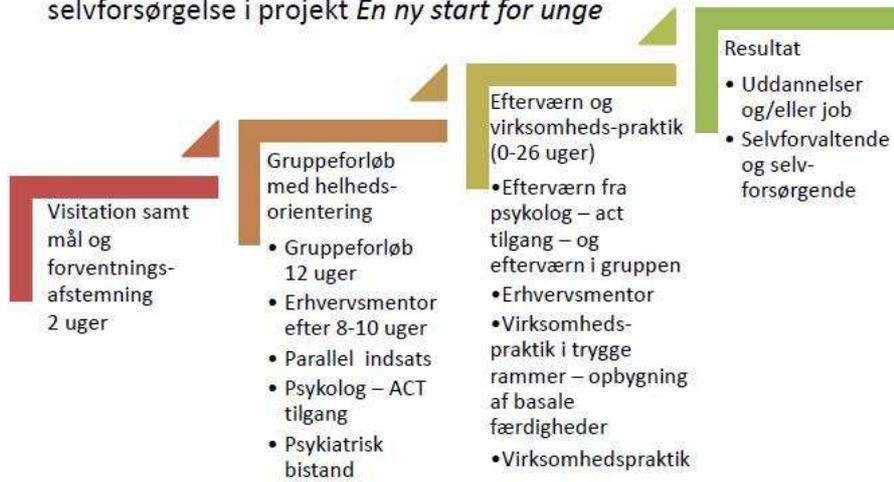 selvforsørgelse i projekt En ny start for unge
Visitation samt
mål og
forventnings-
afstemning
2 uger
Gruppeforløb
med helheds-
orientering
• Gruppeforløb
12 uger
• Erhvervsmentor
efter 8-10 uger
• Parallel indsats
• Psykolog – ACT
tilgang
• Psykiatrisk
bistand
Efterværn og
virksomheds-praktik
(0-26 uger)
•Efterværn fra
psykolog – act
tilgang – og
efterværn i gruppen
•Erhvervsmentor
•Virksomheds-
praktik i trygge
rammer – opbygning
af basale
færdigheder
•Virksomhedspraktik
Resultat
• Uddannelser
og/eller job
• Selvforvaltende
og selv-
forsørgende